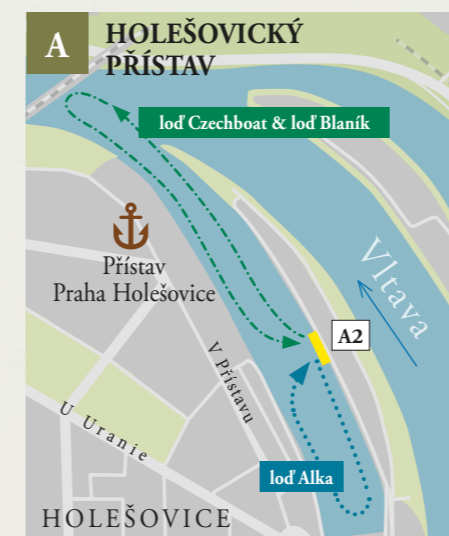 A
HOLEŠOVICKÝ
PŘÍSTAV
loď Czechboat & loď Blaník
Přístav
Praha Holešovice
Vltava
A2
V Přístavu
U Uranie
loď Alka
HOLEŠOVICE